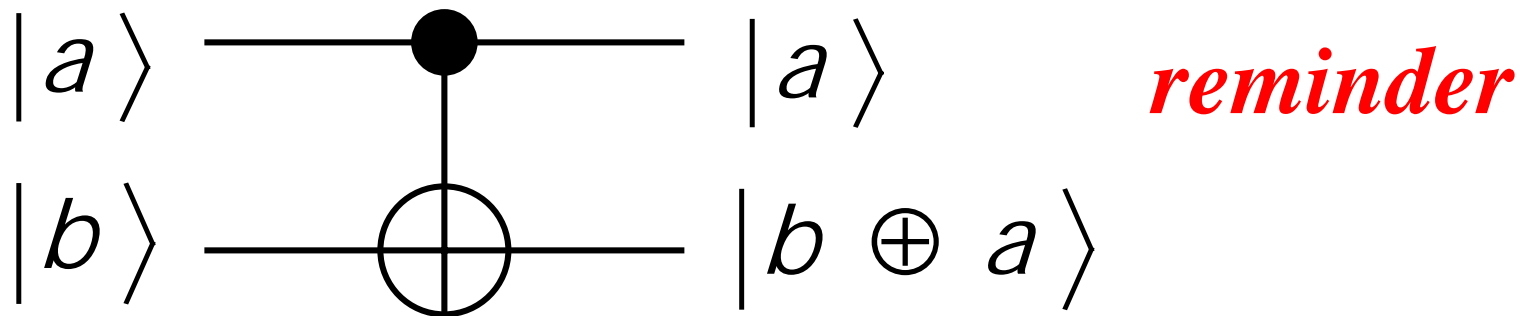 |a⟩ |a⟩ reminder
|b⟩ |b ⊕ a⟩